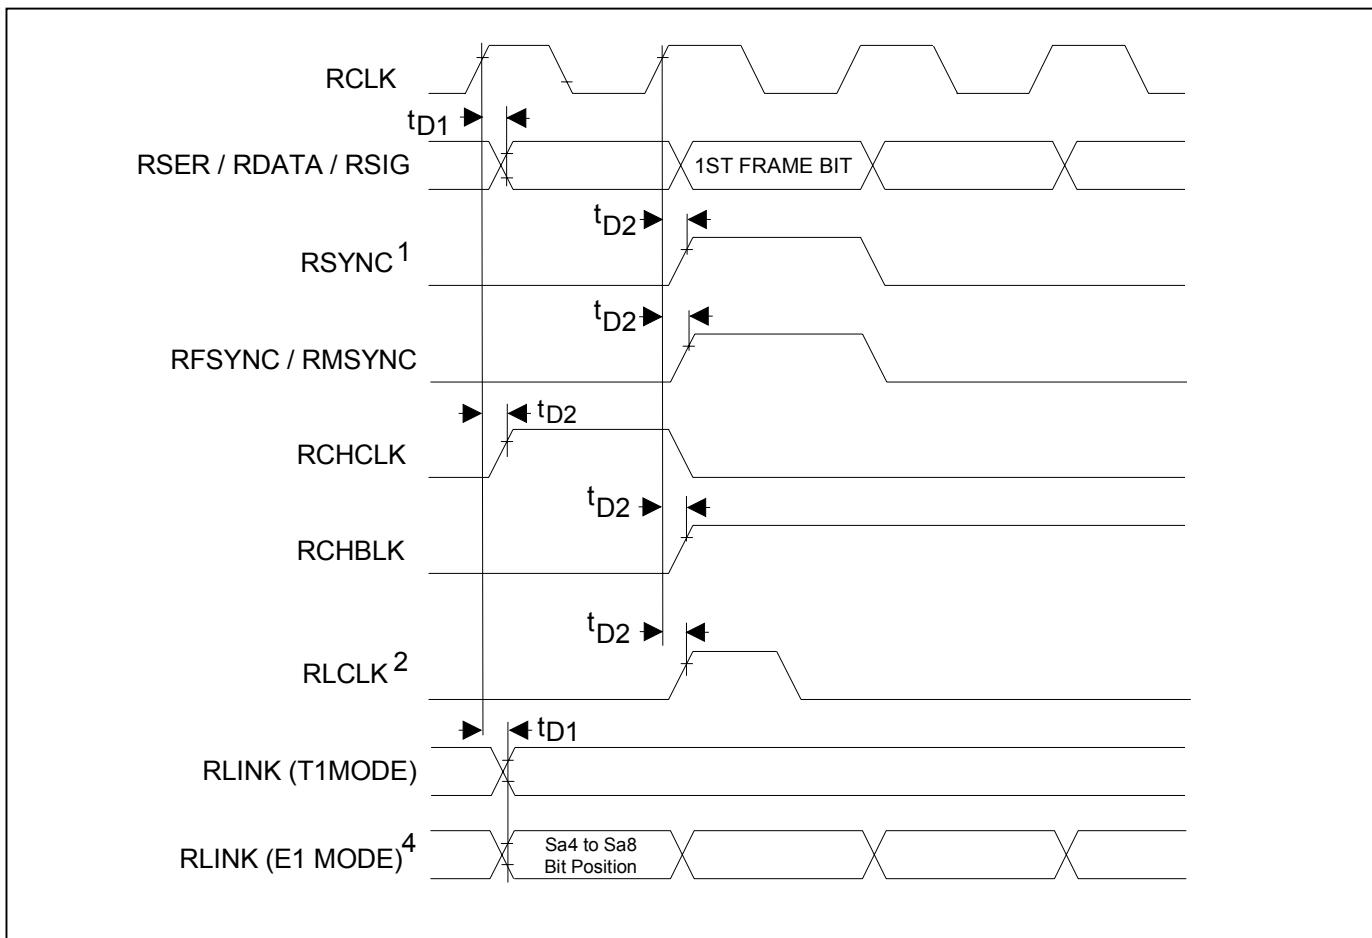 RCLK
tD1
RSER / RDATA / RSIG
1ST FRAME BIT
tD2
RSYNC1
tD2
RFSYNC / RMSYNC
tD2
RCHCLK
tD2
RCHBLK
tD2
RLCLK2
tD1
RLINK (T1MODE)
RLINK (E1 MODE)4
Sa4 to Sa8
Bit Position